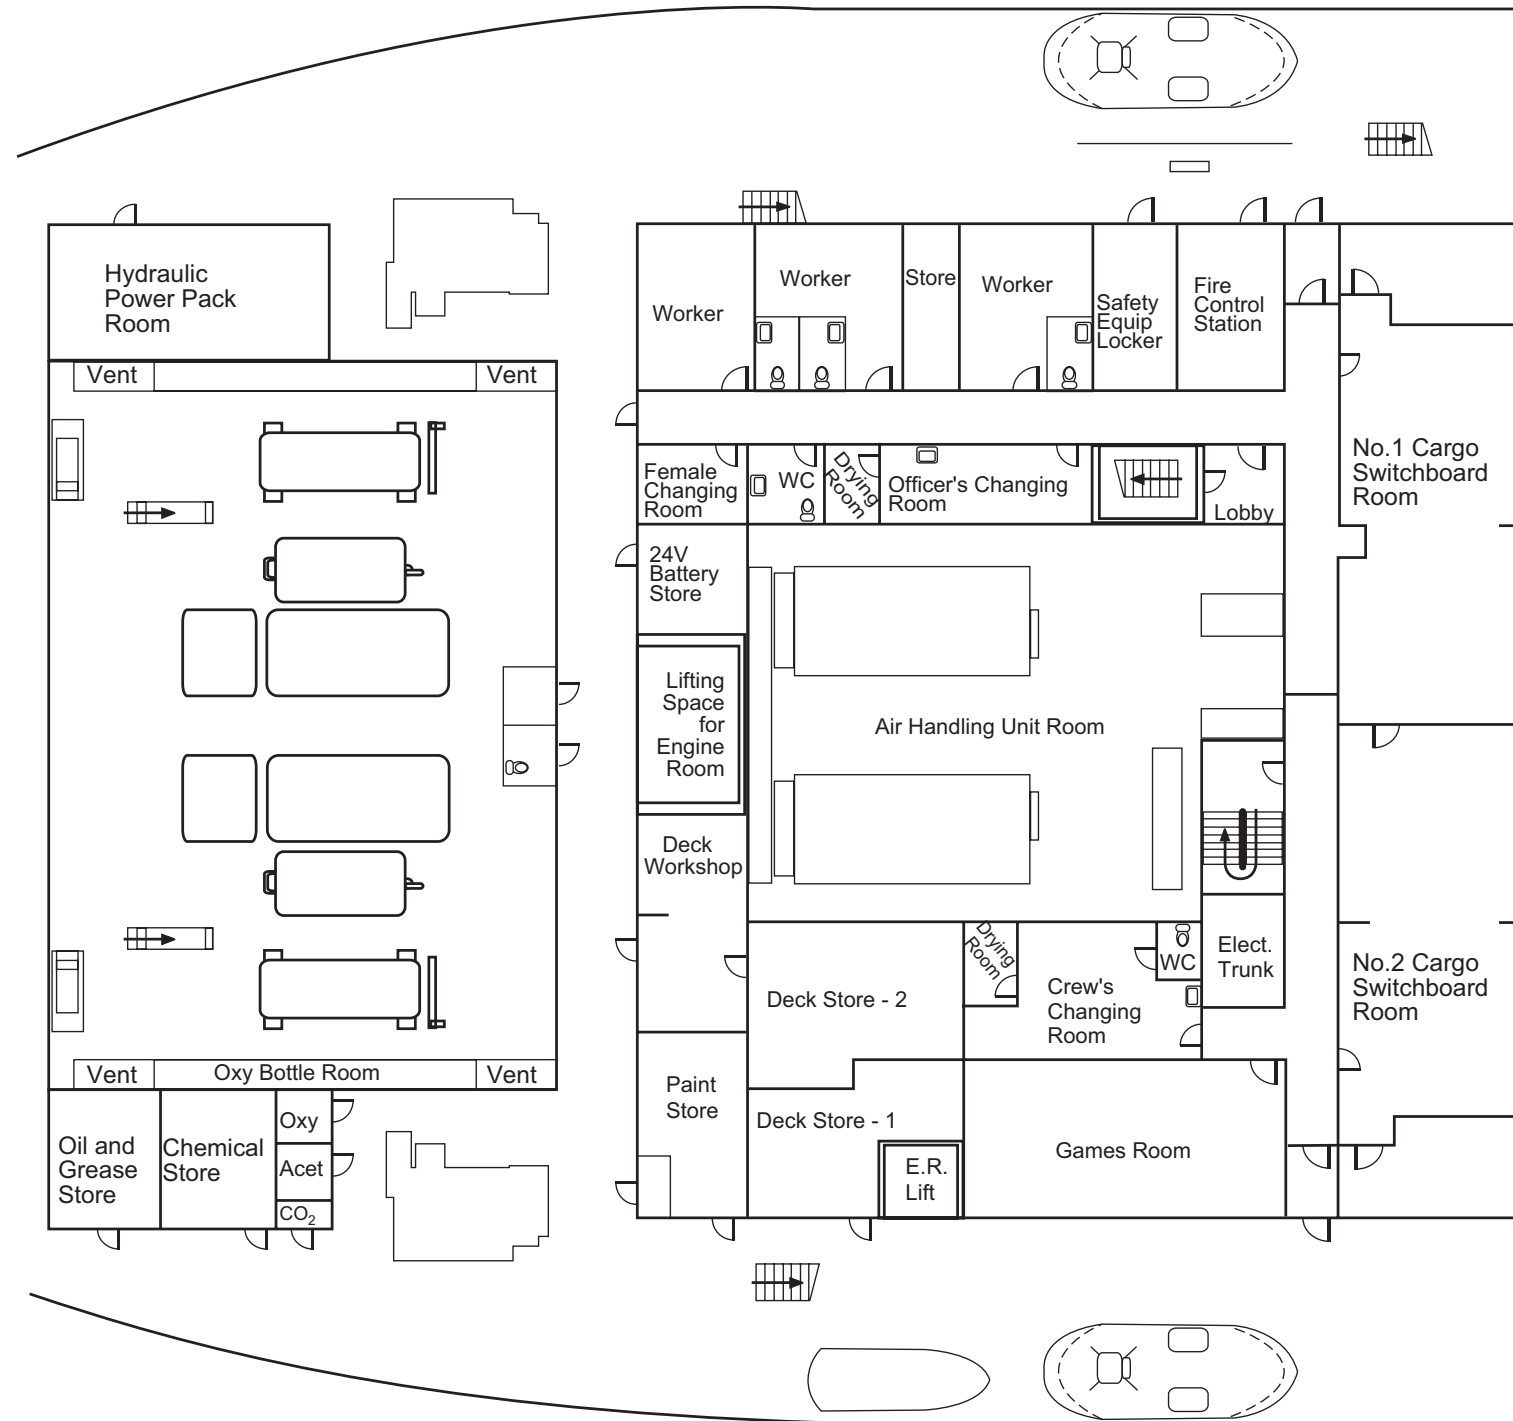 Hydraulic
Power Pack
Room
Vent
Vent
Vent
Oxy Bottle Room
Vent
Oil and
Grease
Store
Chemical
Store
Oxy
Acet
CO2
Worker
Worker
Store
Worker
Safety
Equip
Locker
Fire
Control
Station
Female
Changing
Room
WC
Drying
Room
Officer's Changing
Room
Lobby
No.1 Cargo
Switchboard
Room
24V
Battery
Store
Lifting
Space
for
Engine
Room
Air Handling Unit Room
Deck
Workshop
Deck Store - 2
Drying
Room
Crew's
Changing
Room
WC
Elect.
Trunk
No.2 Cargo
Switchboard
Room
Paint
Store
Deck Store - 1
E.R.
Lift
Games Room